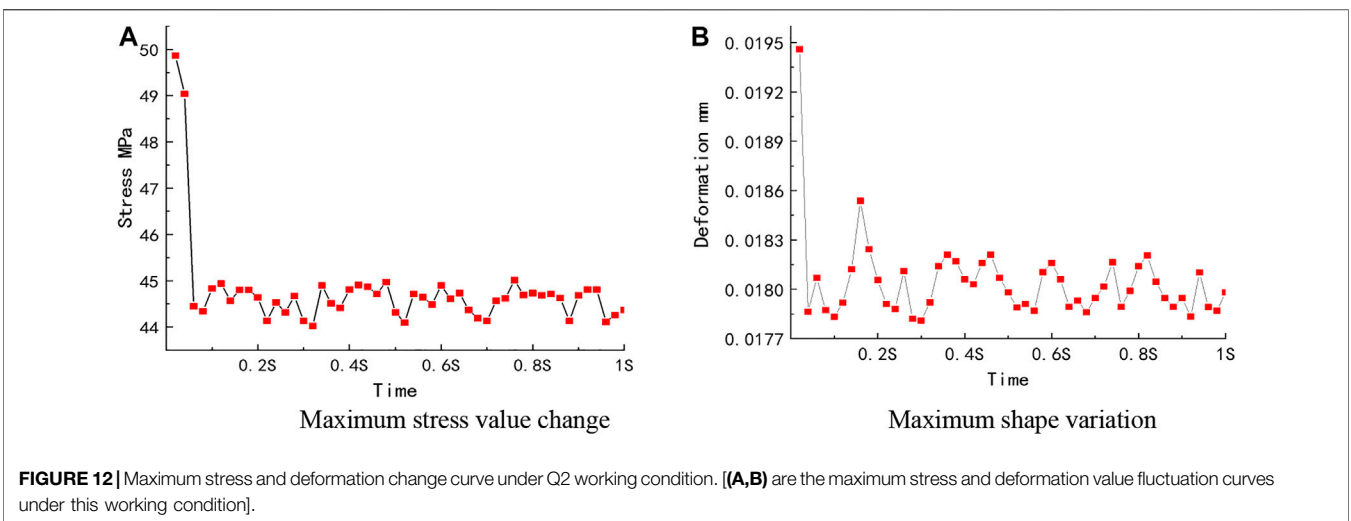 A
50
49
48
47
46
45
44
Stress MPa
0.2S
0.4S
0.6S
0.8S
1S
Time
Maximum stress value change
B
0.0195
0.0192
0.0189
0.0186
0.0183
0.0180
0.0177
Deformation mm
0.2S
0.4S
0.6S
0.8S
1S
Time
Maximum shape variation
FIGURE 12 | Maximum stress and deformation change curve under Q2 working condition. [(A,B) are the maximum stress and deformation value fluctuation curves
under this working condition].